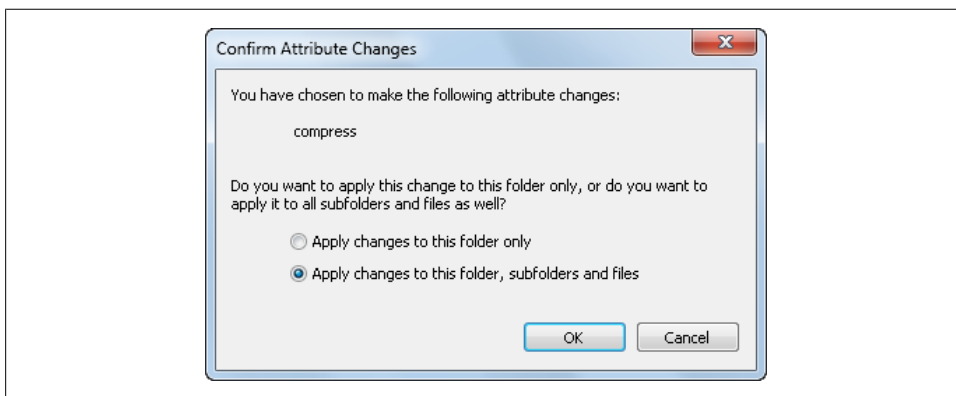 Confirm Attribute Changes
You have chosen to make the following attribute changes:
compress
Do you want to apply this change to this folder only, or do you want to
apply it to all subfolders and files as well?
Apply changes to this folder only
Apply changes to this folder, subfolders and files
OK Cancel